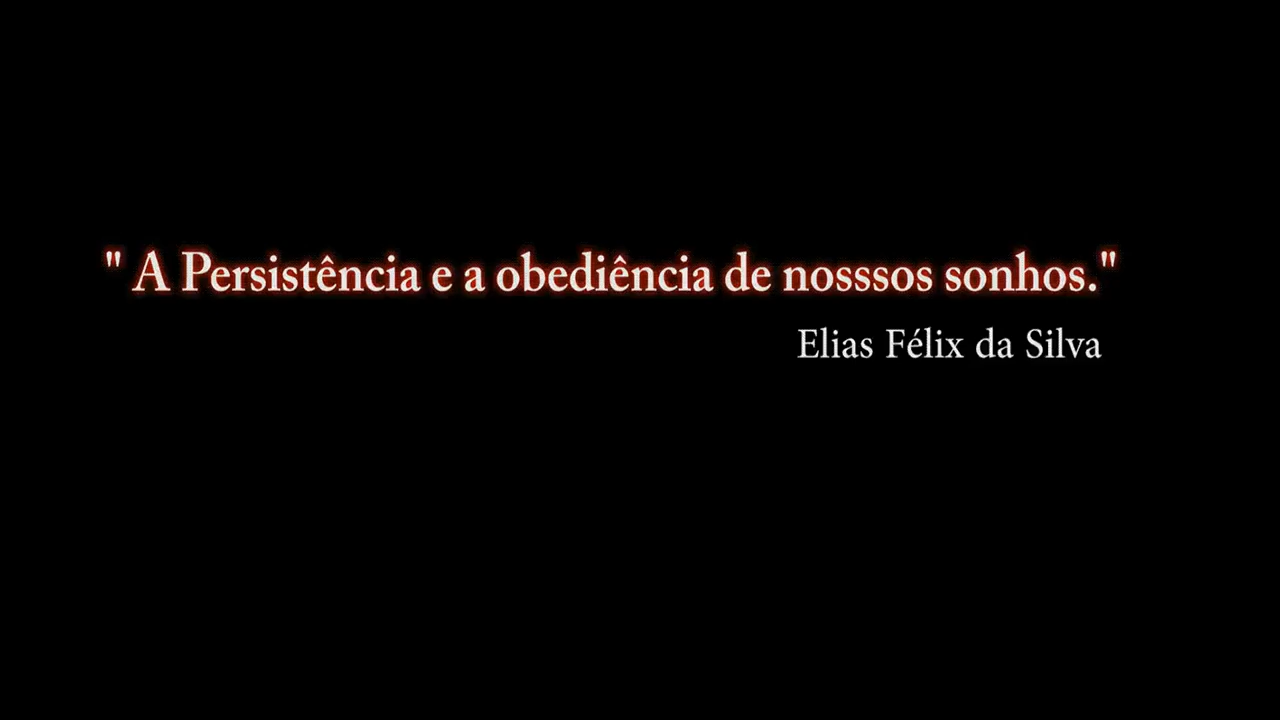 " A Persistência e a obediência de nosssos sonhos."
Elias Félix da Silva